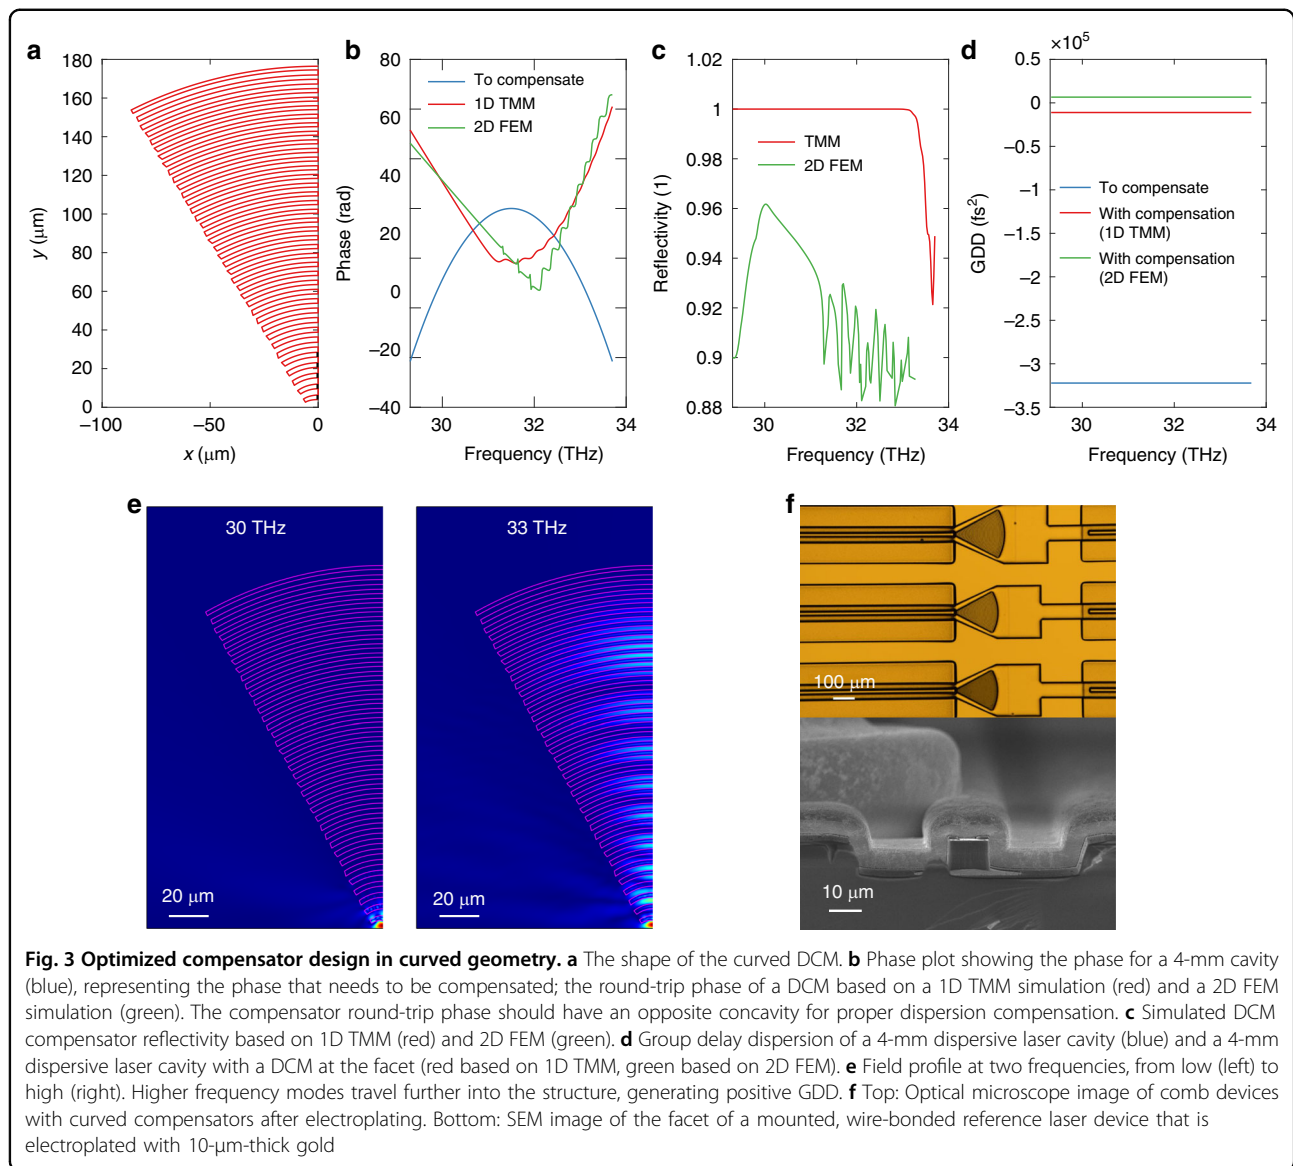 a
180
160
140
120
100
80
60
40
20
0
y (μm)
−100
−50
0
x (μm)
b
80
60
40
20
0
−20
−40
Phase (rad)
To compensate
1D TMM
2D FEM
30
32
34
Frequency (THz)
c
1.02
1
0.98
0.96
0.94
0.92
0.9
0.88
Reflectivity (1)
TMM
2D FEM
30
32
34
Frequency (THz)
d
×10⁵
0.5
0
−0.5
−1
−1.5
−2
−2.5
−3
−3.5
GDD (fs²)
To compensate
With compensation
(1D TMM)
With compensation
(2D FEM)
30
32
34
Frequency (THz)
e
30 THz
20 μm
33 THz
20 μm
f
100 μm
10 μm
Fig. 3 Optimized compensator design in curved geometry. a The shape of the curved DCM. b Phase plot showing the phase for a 4-mm cavity
(blue), representing the phase that needs to be compensated; the round-trip phase of a DCM based on a 1D TMM simulation (red) and a 2D FEM
simulation (green). The compensator round-trip phase should have an opposite concavity for proper dispersion compensation. c Simulated DCM
compensator reflectivity based on 1D TMM (red) and 2D FEM (green). d Group delay dispersion of a 4-mm dispersive laser cavity (blue) and a 4-mm
dispersive laser cavity with a DCM at the facet (red based on 1D TMM, green based on 2D FEM). e Field profile at two frequencies, from low (left) to
high (right). Higher frequency modes travel further into the structure, generating positive GDD. f Top: Optical microscope image of comb devices
with curved compensators after electroplating. Bottom: SEM image of the facet of a mounted, wire-bonded reference laser device that is
electroplated with 10-μm-thick gold